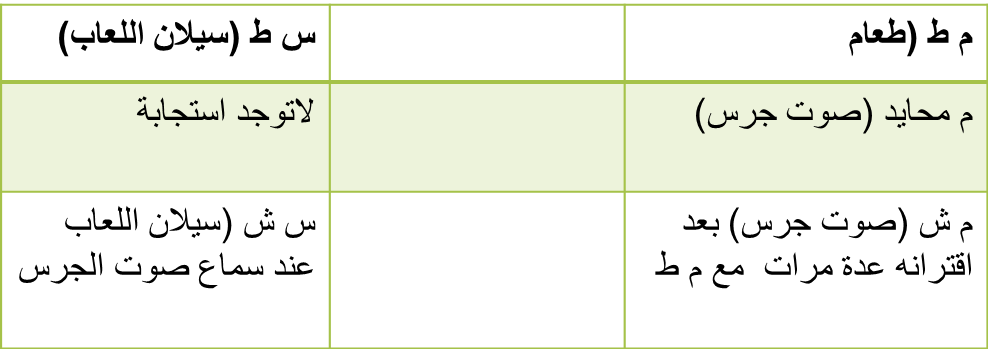 م ط (طعام
س ط (سيلان اللعاب)
م محايد (صوت جرس)
لاتوجد استجابة
م ش (صوت جرس) بعد
اقترانه عدة مرات  مع م ط
س ش (سيلان اللعاب
عند سماع صوت الجرس